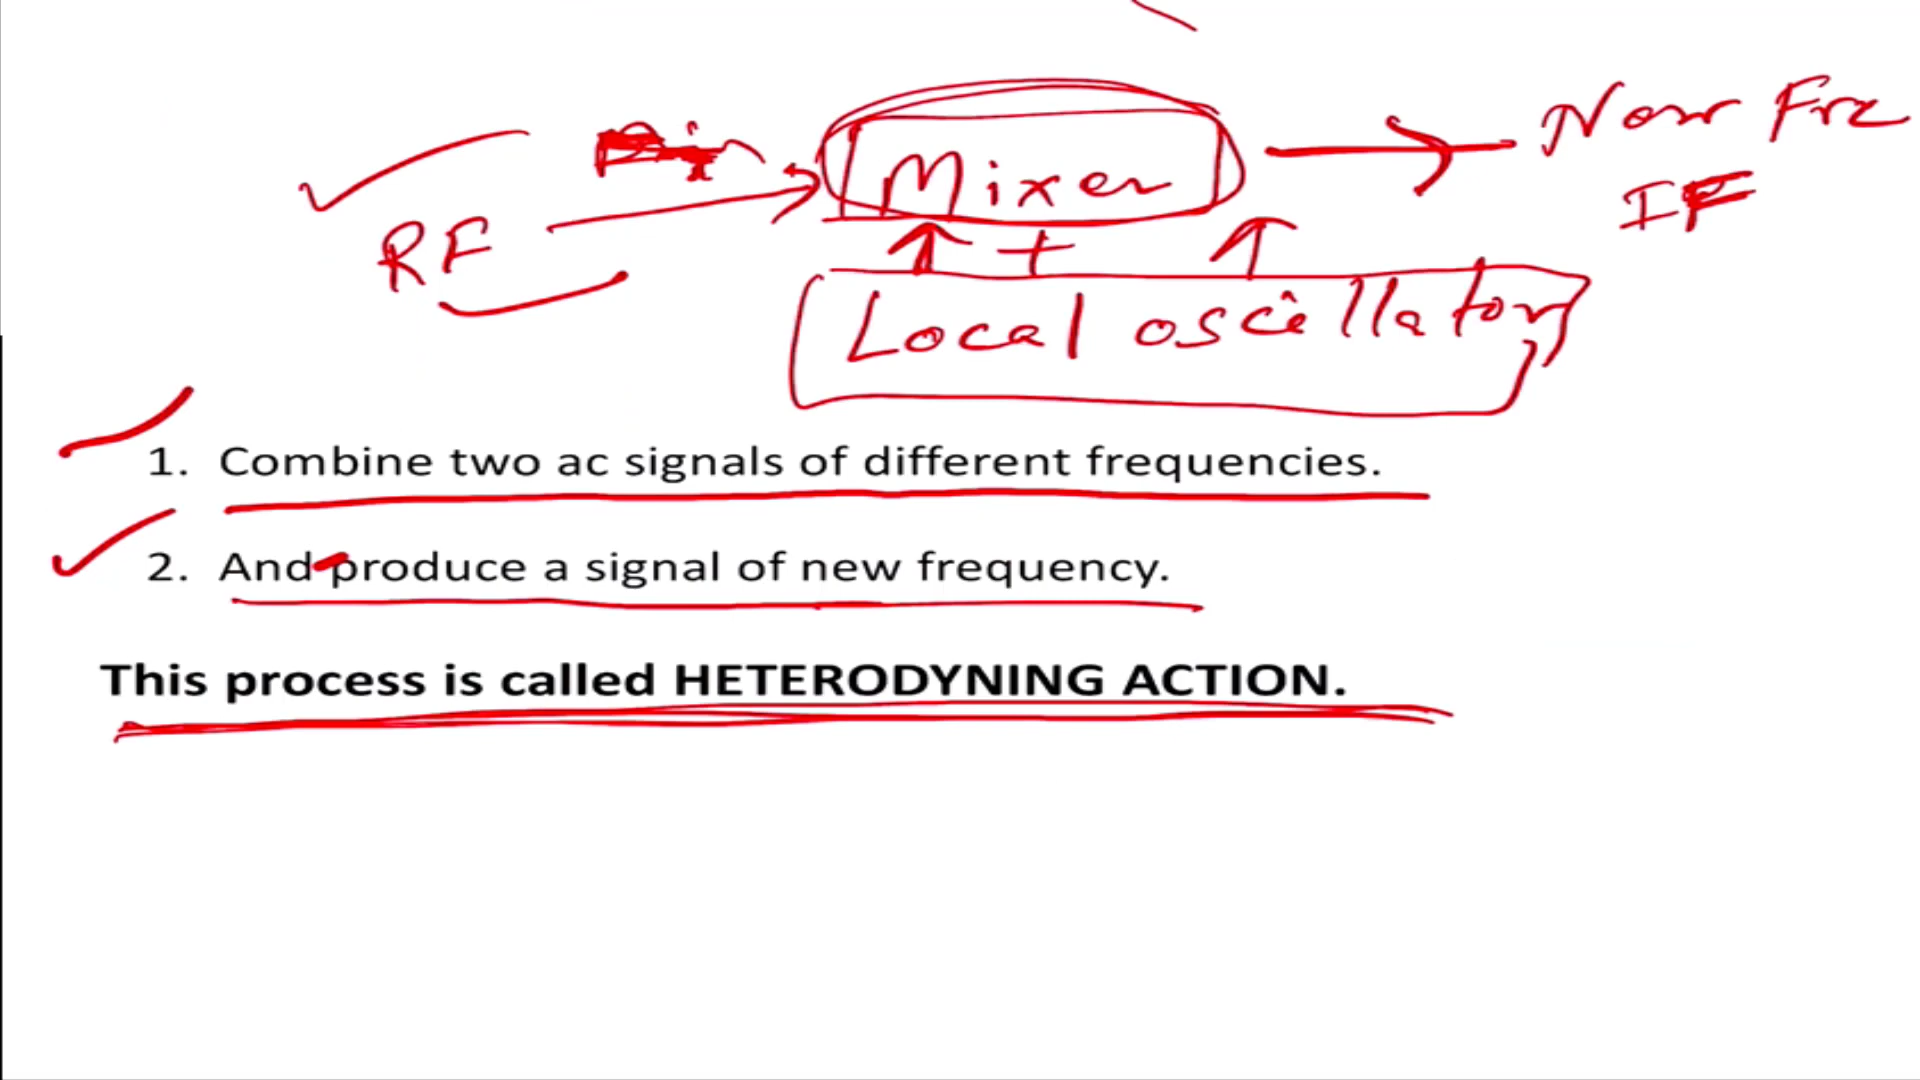 New Fre
Mixer
IF
RF
+
Local oscillator
1. Combine two ac signals of different frequencies.
2. And produce a signal of new frequency.
This process is called HETERODYNING ACTION.